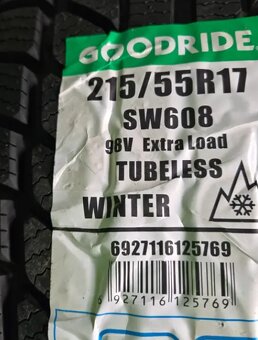 GOODRIDE
215/55R17
SW608
98V Extra Load
TUBELESS
WINTER
6927116125769
6 927116 125769